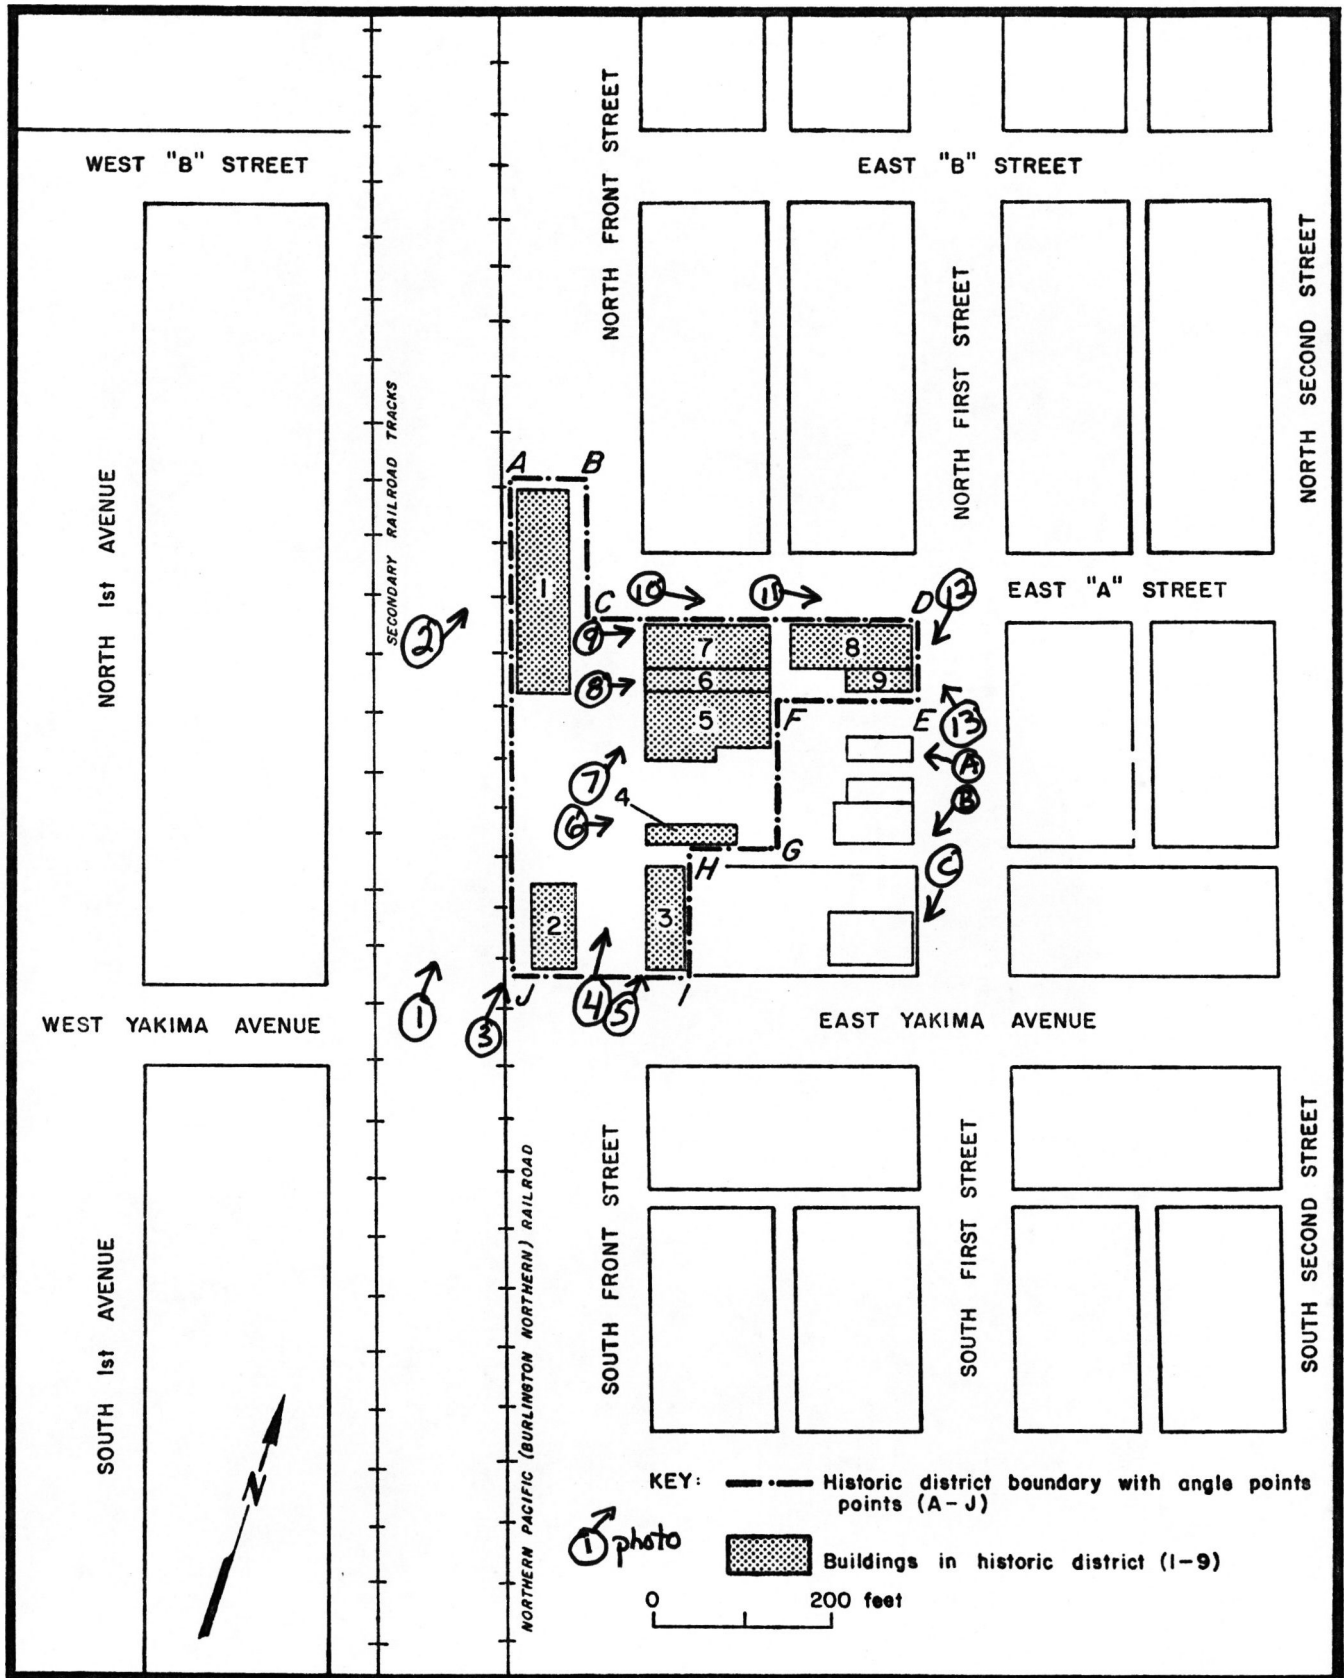 WEST "B" STREET
NORTH FRONT STREET
EAST "B" STREET
NORTH FIRST STREET
NORTH SECOND STREET
NORTH 1st AVENUE
SECONDARY RAILROAD TRACKS
A
B
C
D
EAST "A" STREET
1
2
10
11
12
9
7
8
8
6
9
5
F
E
13
7
A
4
B
6
G
H
C
2
3
J
I
1
3
4
5
WEST YAKIMA AVENUE
EAST YAKIMA AVENUE
SOUTH 1st AVENUE
NORTHERN PACIFIC (BURLINGTON NORTHERN) RAILROAD
SOUTH FRONT STREET
SOUTH FIRST STREET
SOUTH SECOND STREET
N
KEY:
Historic district boundary with angle points
points (A-J)
1 photo
Buildings in historic district (1-9)
0 200 feet